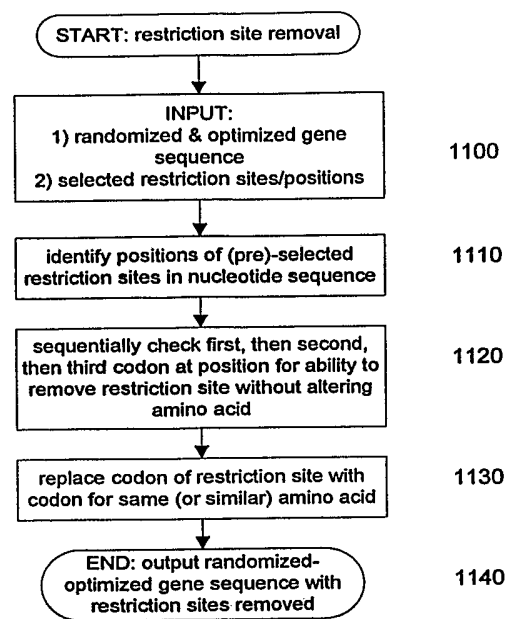 START: restriction site removal
INPUT:
1) randomized & optimized gene
sequence
2) selected restriction sites/positions
1100
identify positions of (pre)-selected
restriction sites in nucleotide sequence
1110
sequentially check first, then second,
then third codon at position for ability to
remove restriction site without altering
amino acid
1120
replace codon of restriction site with
codon for same (or similar) amino acid
1130
END: output randomized-
optimized gene sequence with
restriction sites removed
1140